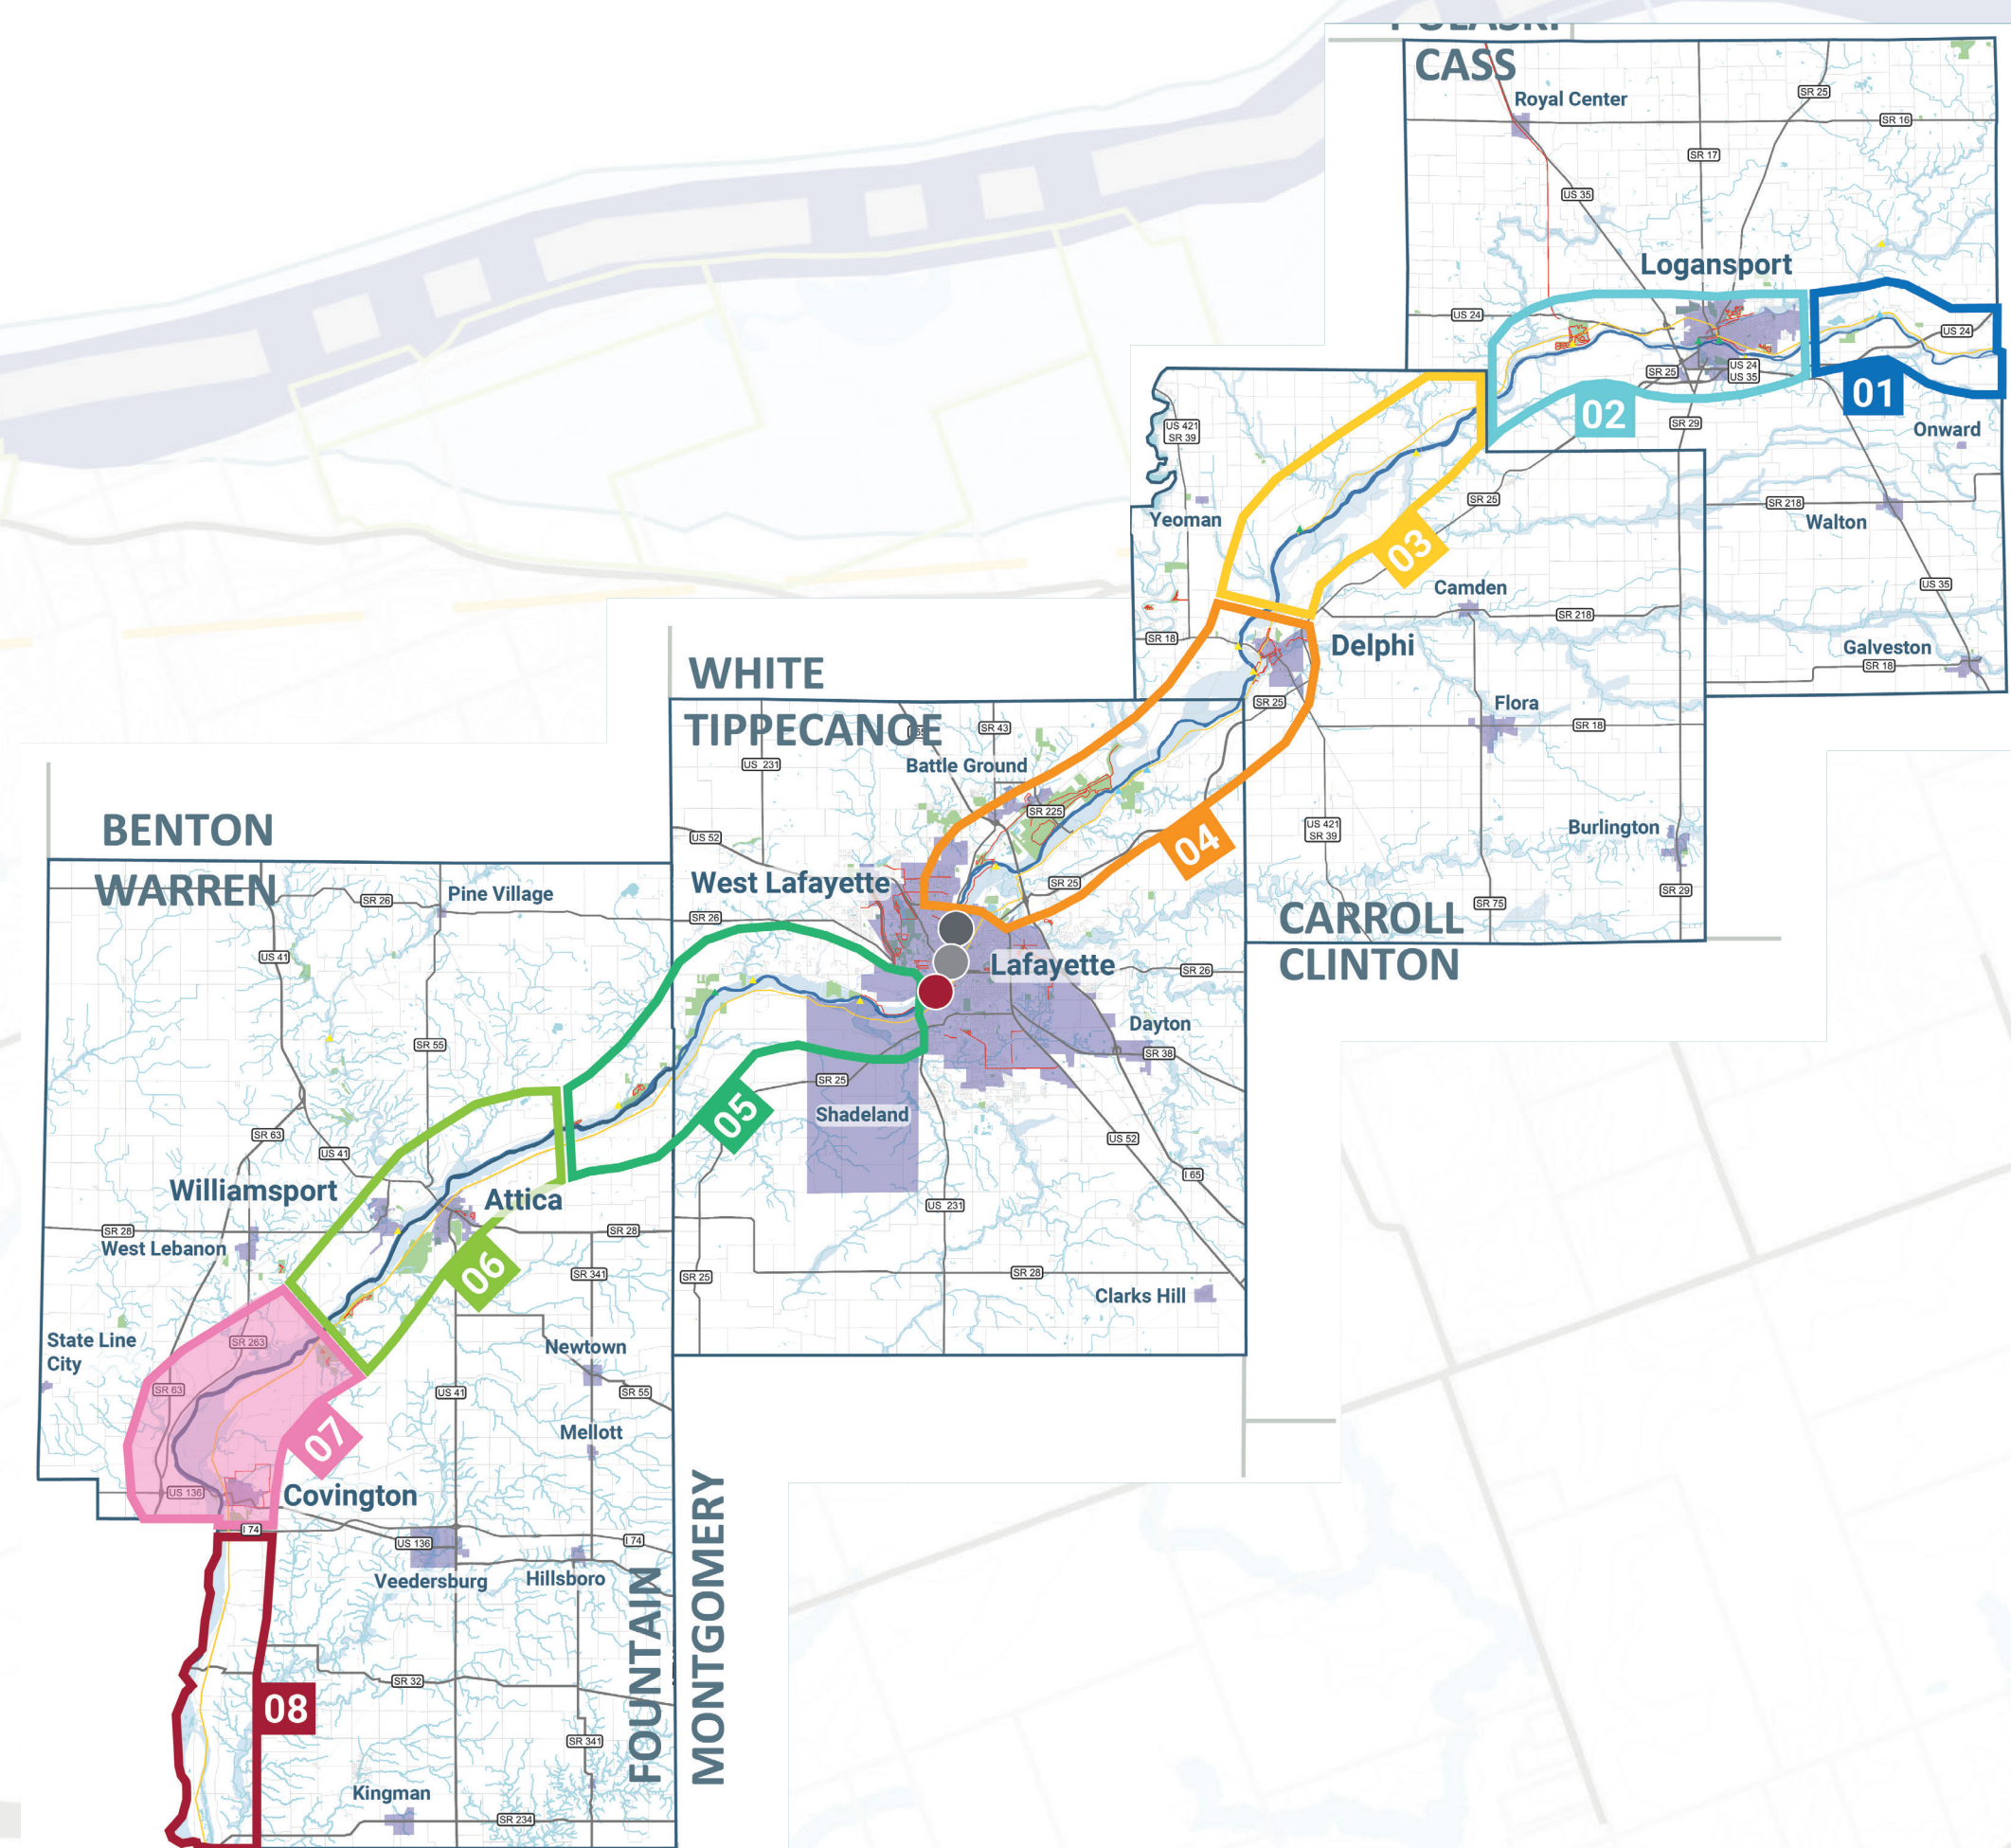 CASS
Royal Center
SR 25
SR 16
SR 17
US 35
Logansport
US 24
US 24
SR 25
US 24
US 35
01
02
SR 29
Onward
US 421
SR 39
SR 25
SR 218
Walton
Yeoman
03
US 35
Camden
SR 218
SR 18
Delphi
Galveston
SR 18
WHITE
TIPPECANOE
SR 43
SR 25
Flora
SR 18
US 231
Battle Ground
SR 225
US 421
SR 39
Burlington
BENTON
US 52
04
WARREN
SR 26
Pine Village
West Lafayette
SR 25
SR 29
SR 26
SR 75
CARROLL
CLINTON
US 41
Lafayette
SR 26
SR 55
Dayton
SR 38
SR 25
Shadeland
05
SR 63
US 41
US 52
I 65
Williamsport
Attica
US 231
SR 28
SR 28
West Lebanon
06
SR 341
SR 25
SR 28
Clarks Hill
State Line
City
SR 263
Newtown
SR 63
US 41
SR 55
07
Mellott
US 136
Covington
I 74
US 136
I 74
Veedersburg
Hillsboro
FOUNTAIN
MONTGOMERY
SR 32
08
SR 341
Kingman
SR 234